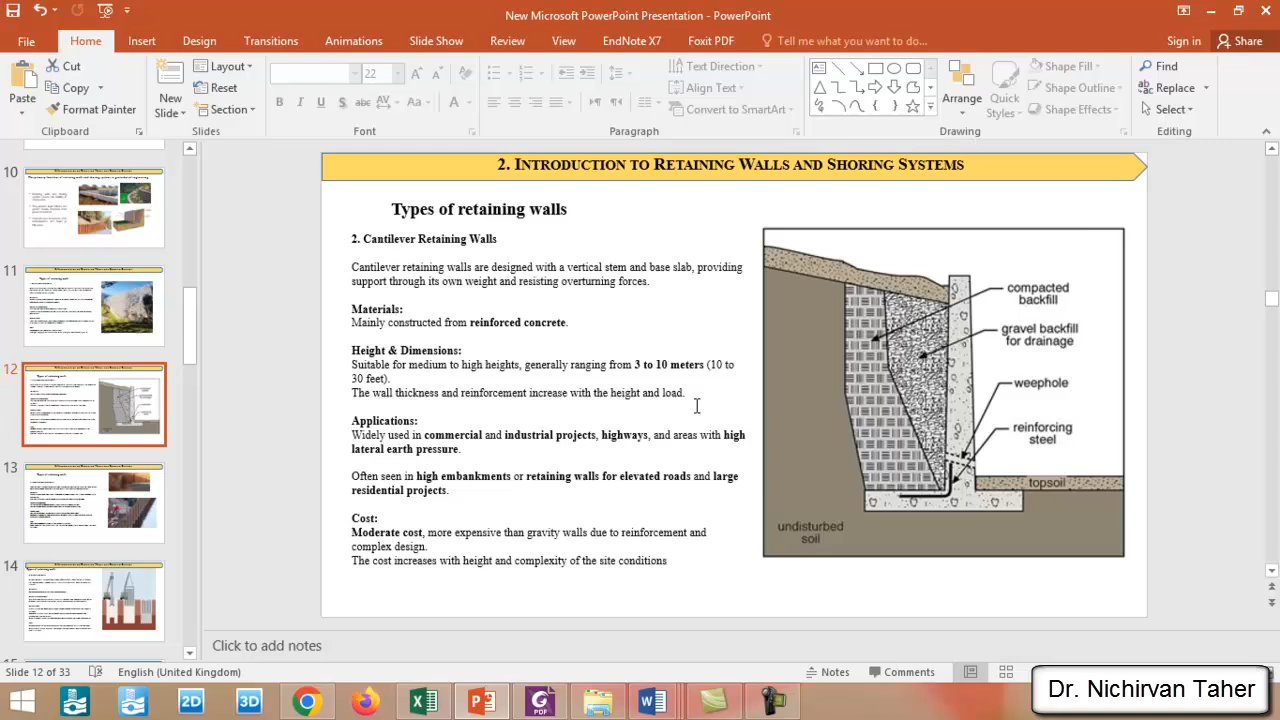 New Microsoft PowerPoint Presentation - PowerPoint
File Home Insert Design Transitions Animations Slide Show Review View EndNote X7 Foxit PDF Tell me what you want to do... Sign in Share
Paste
Cut
Copy
Format Painter
Clipboard
New Slide
Layout
Reset
Section
Slides
22
B I U S abc AV Aa A
Font
Text Direction
Align Text
Convert to SmartArt
Paragraph
Arrange
Quick Styles
Shape Fill
Shape Outline
Shape Effects
Drawing
Find
Replace
Select
Editing
10
11
12
13
14
2. INTRODUCTION TO RETAINING WALLS AND SHORING SYSTEMS
Types of retaining walls
2. Cantilever Retaining Walls
Cantilever retaining walls are designed with a vertical stem and base slab, providing
support through its own weight and resisting overturning forces.
Materials:
Mainly constructed from reinforced concrete.
Height & Dimensions:
Suitable for medium to high heights, generally ranging from 3 to 10 meters (10 to
30 feet).
The wall thickness and reinforcement increase with the height and load.
Applications:
Widely used in commercial and industrial projects, highways, and areas with high
lateral earth pressure.
Often seen in high embankments or retaining walls for elevated roads and large
residential projects.
Cost:
Moderate cost, more expensive than gravity walls due to reinforcement and
complex design.
The cost increases with height and complexity of the site conditions
compacted
backfill
gravel backfill
for drainage
weephole
reinforcing
steel
topsoil
undisturbed
soil
Click to add notes
Slide 12 of 33 English (United Kingdom) Notes Comments
2D 3D PDF
Dr. Nichirvan Taher